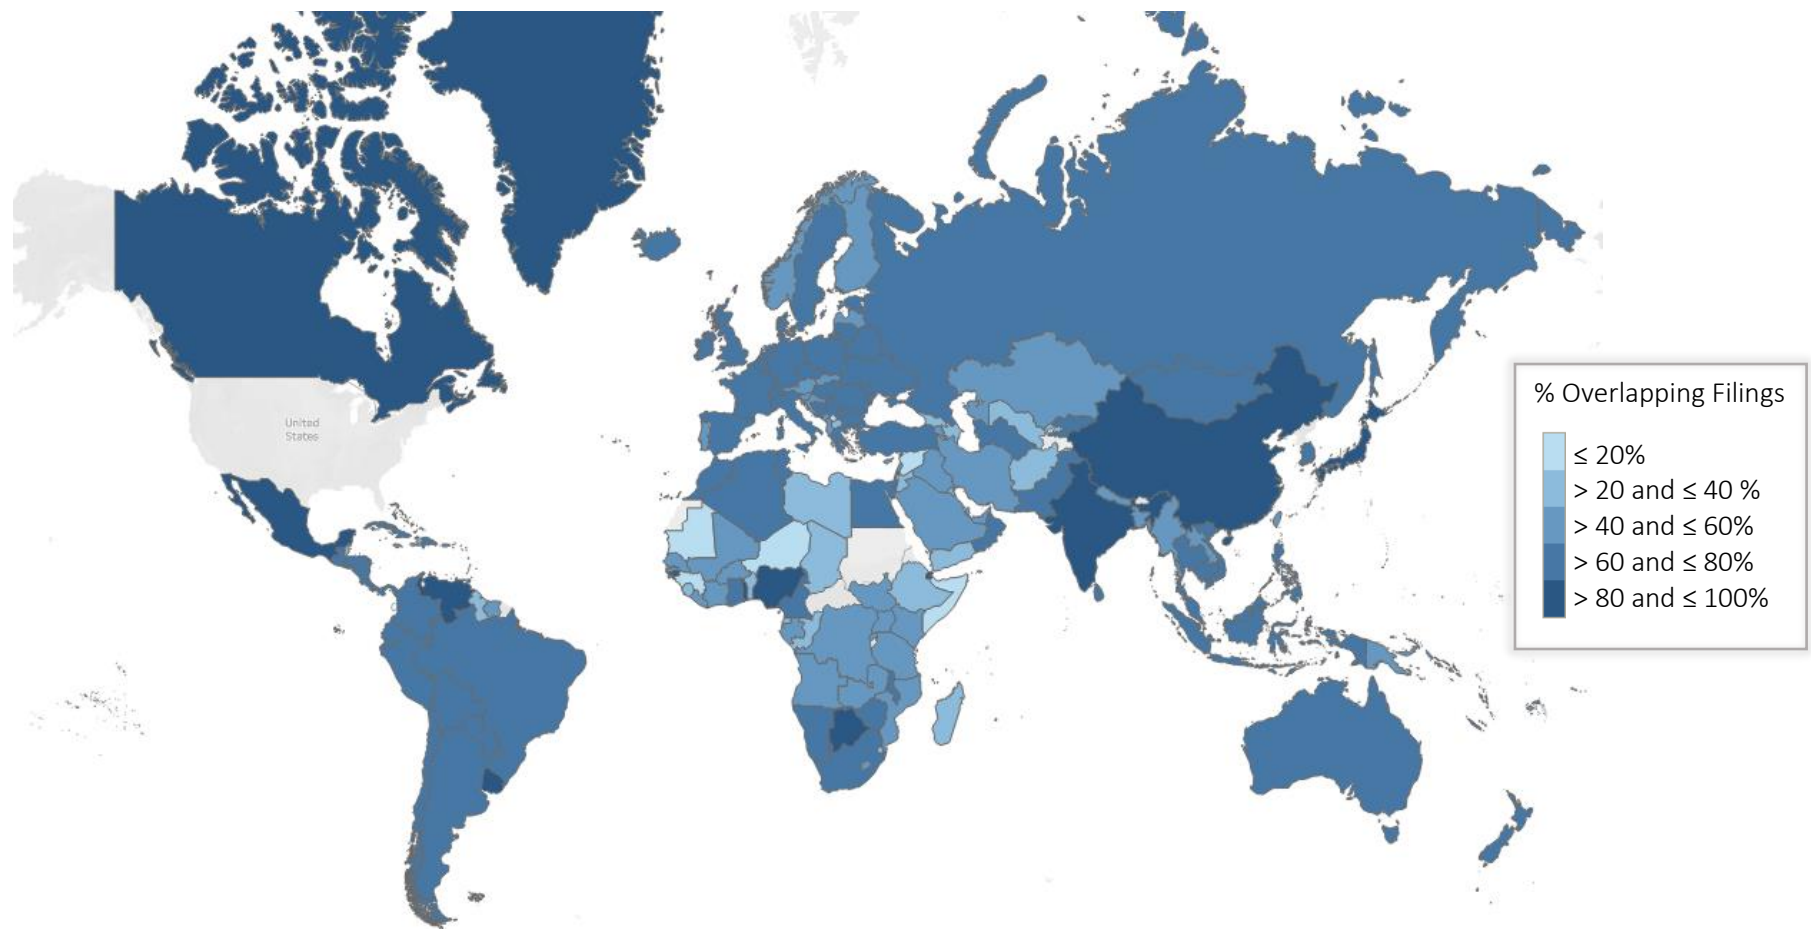 United
States
% Overlapping Filings
≤ 20%
> 20 and ≤ 40 %
> 40 and ≤ 60%
> 60 and ≤ 80%
> 80 and ≤ 100%